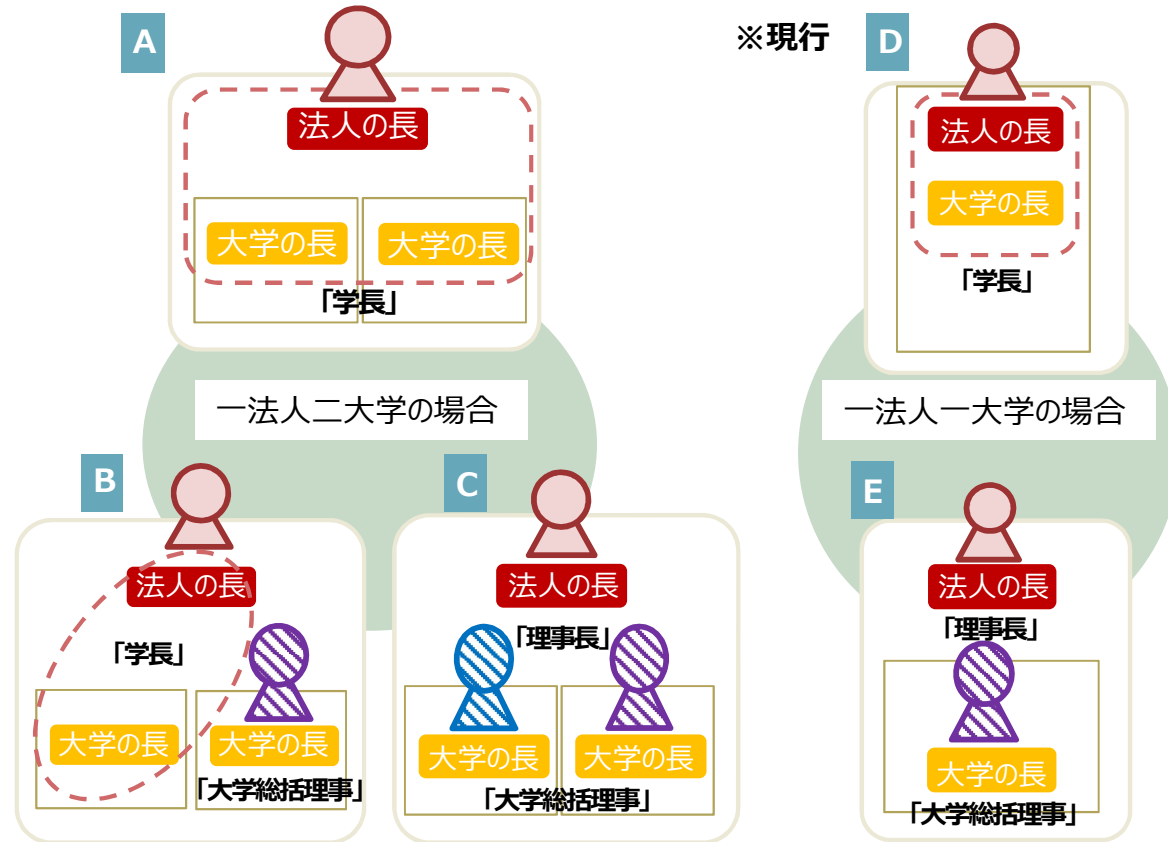 A
法人の長
大学の長
大学の長
「学長」
一法人二大学の場合
B
法人の長
「学長」
大学の長
大学の長
「大学総括理事」
C
法人の長
「理事長」
大学の長
大学の長
「大学総括理事」
※現行
D
法人の長
大学の長
「学長」
一法人一大学の場合
E
法人の長
「理事長」
大学の長
「大学総括理事」